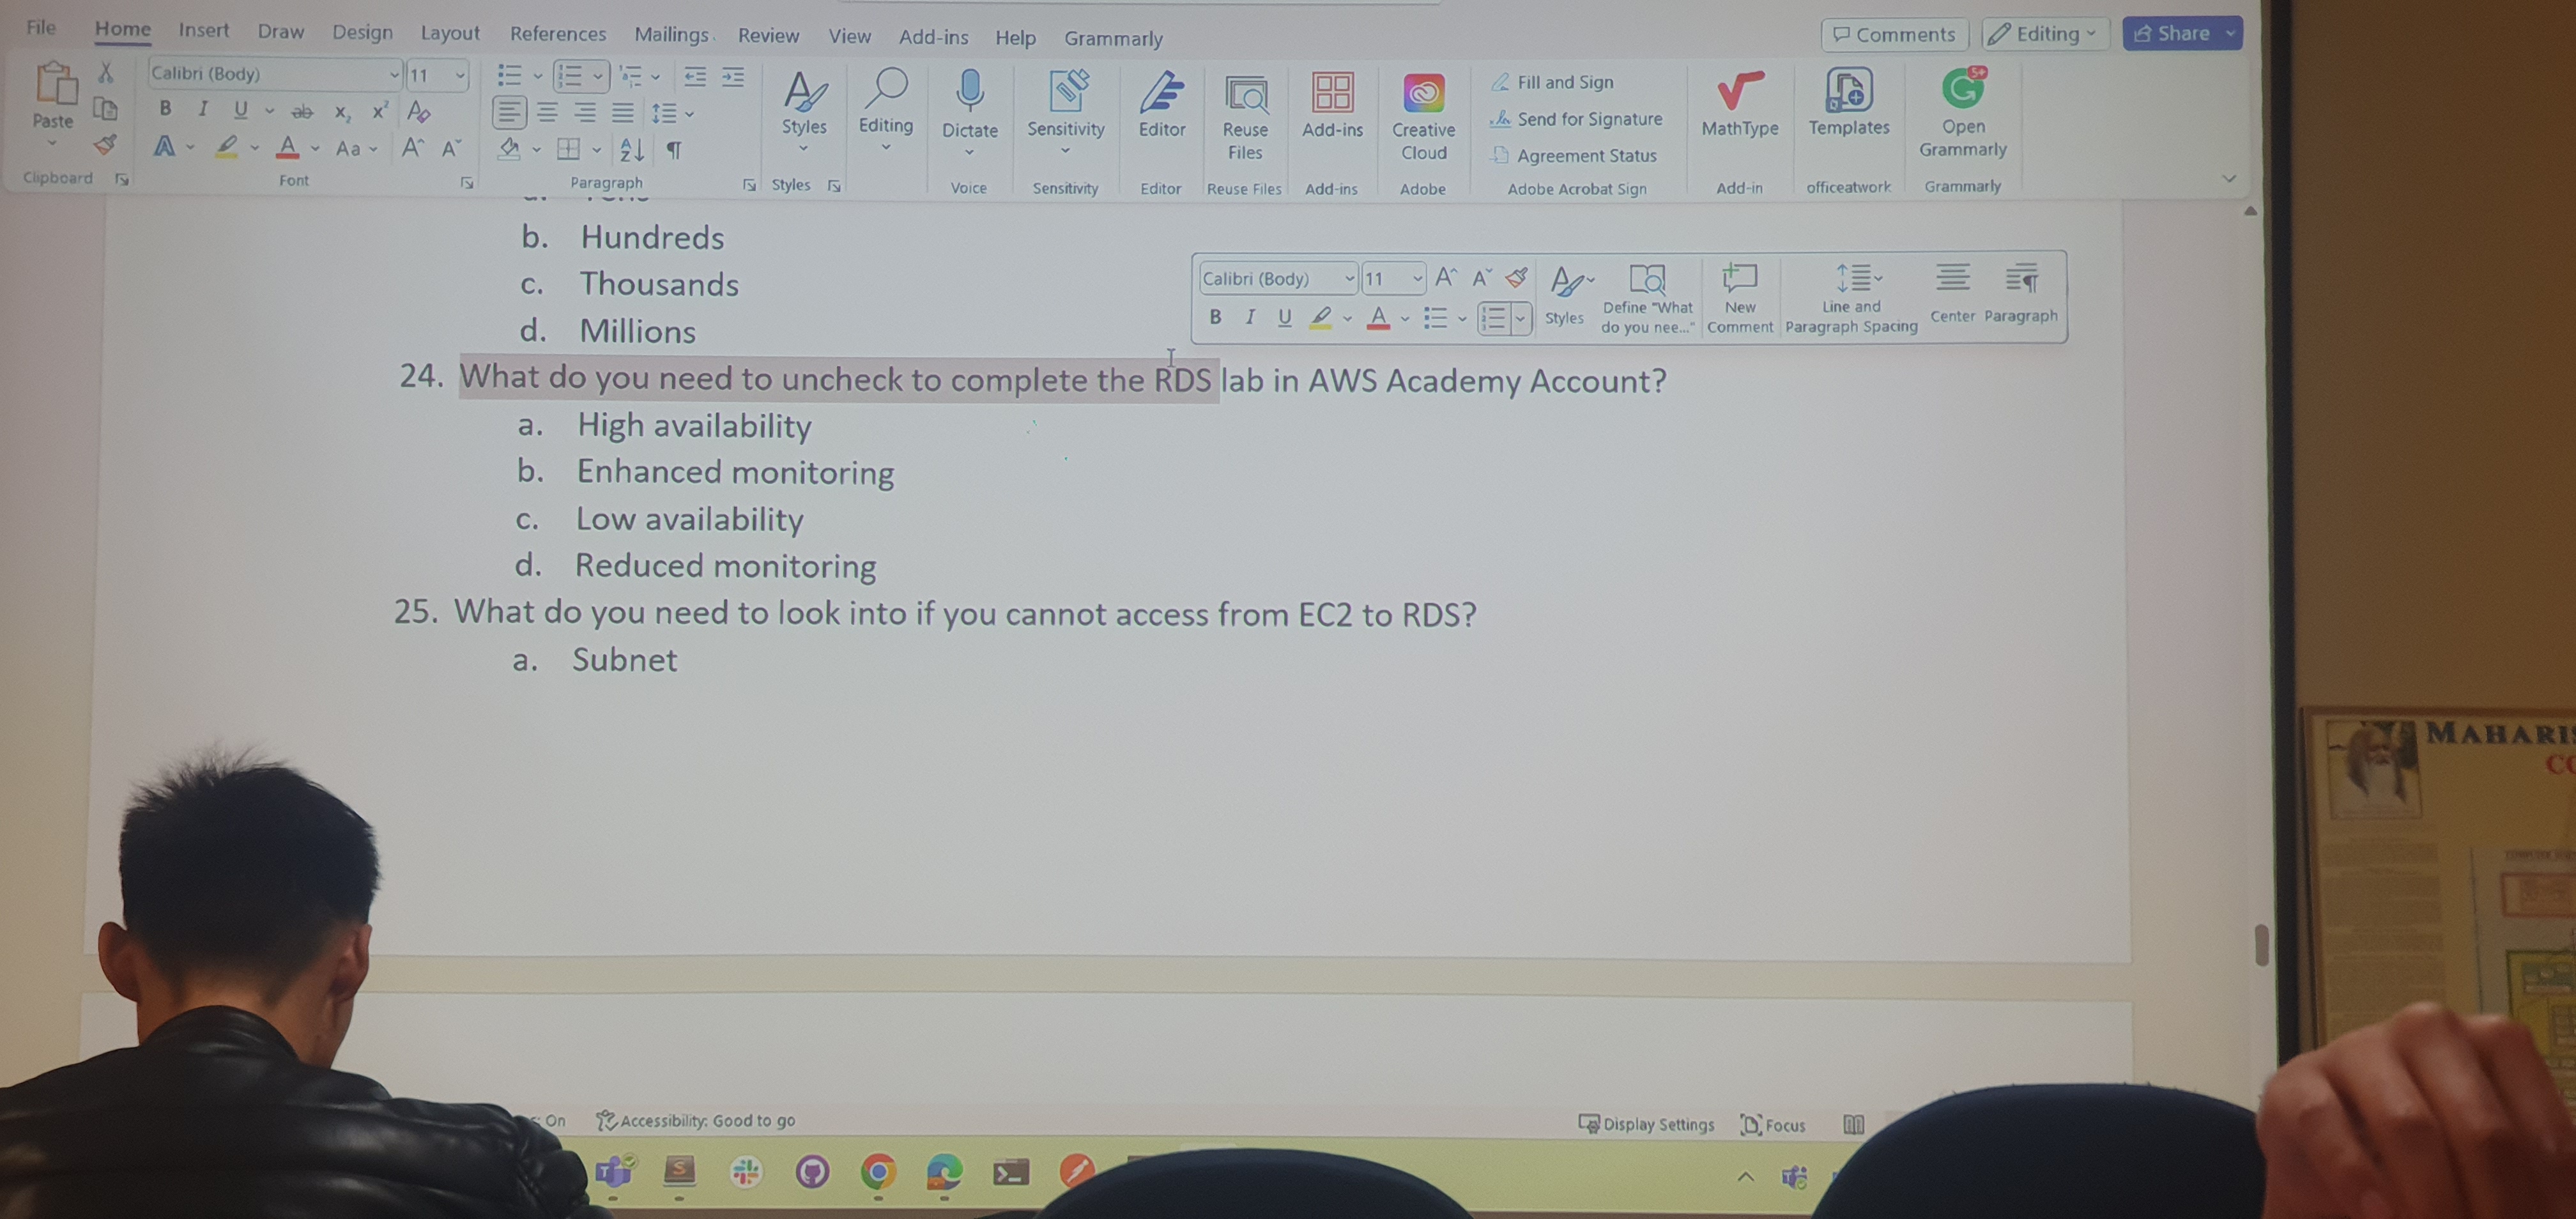 File Home Insert Draw Design Layout References Mailings Review View Add-ins Help Grammarly Comments Editing Share
Calibri (Body) 11
Fill and Sign
B I U ab x₂ x² A
Paste Styles Editing Dictate Sensitivity Editor Reuse Files Add-ins Creative Cloud Send for Signature MathType Templates Open Grammarly
Aa A A Agreement Status
Clipboard Font Paragraph Styles Voice Sensitivity Editor Reuse Files Add-ins Adobe Adobe Acrobat Sign Add-in officeatwork Grammarly
b. Hundreds
c. Thousands
d. Millions
Calibri (Body) 11 A A
B I U A Styles Define "What do you nee..." New Comment Line and Paragraph Spacing Center Paragraph
24. What do you need to uncheck to complete the RDS lab in AWS Academy Account?
a. High availability
b. Enhanced monitoring
c. Low availability
d. Reduced monitoring
25. What do you need to look into if you cannot access from EC2 to RDS?
a. Subnet
MAHARIS
CO
On Accessibility: Good to go Display Settings Focus